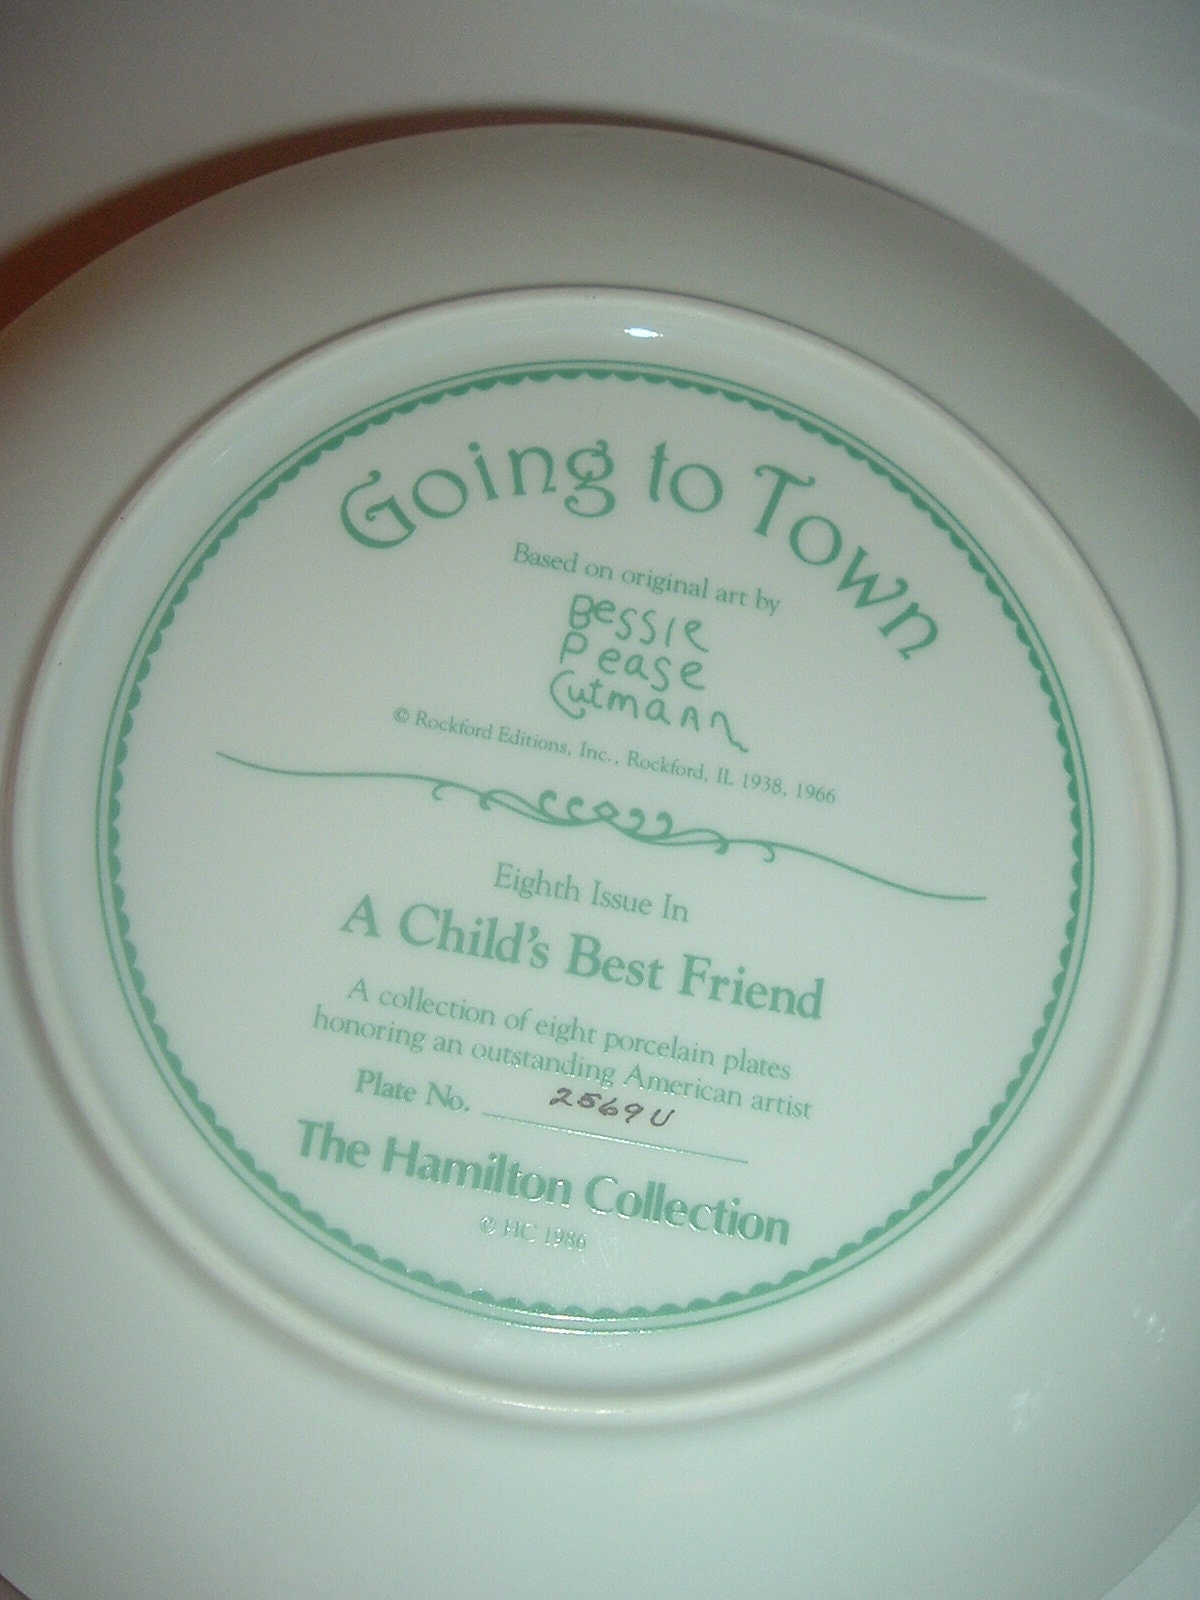 Going to Town
Based on original art by
Bessie
Pease
Gutmann
© Rockford Editions, Inc., Rockford, IL 1938, 1966
Eighth Issue In
A Child's Best Friend
A collection of eight porcelain plates
honoring an outstanding American artist
Plate No. 2569U
The Hamilton Collection
© HC 1986